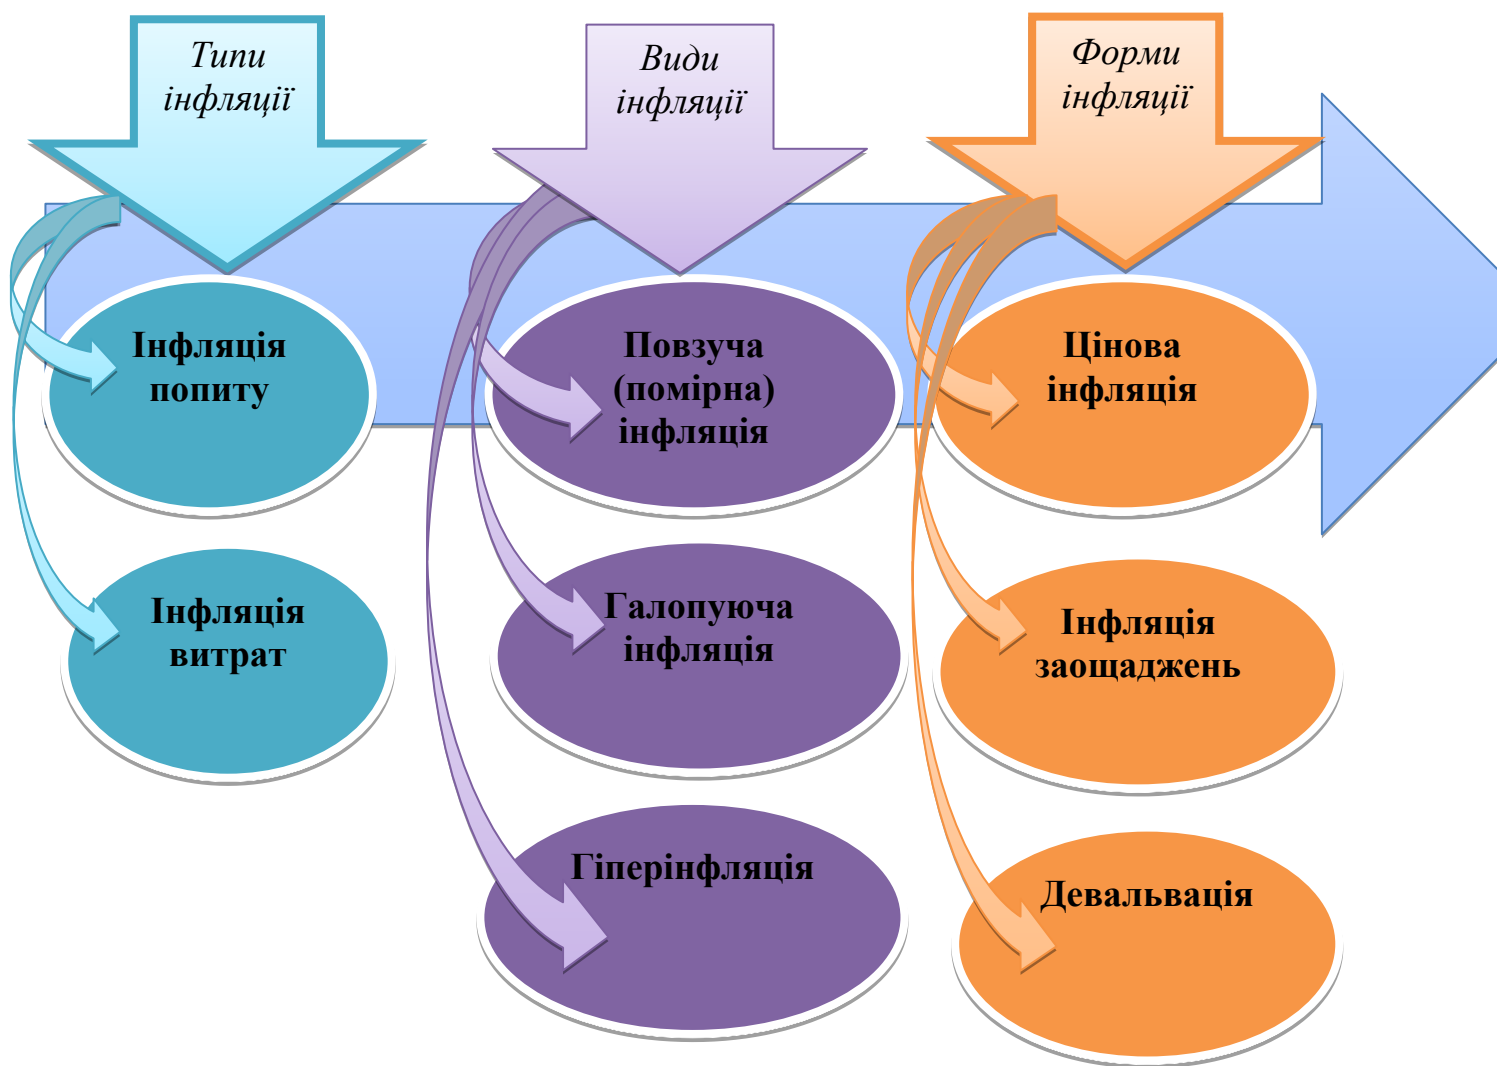 Типи
інфляції
Види
інфляції
Форми
інфляції
Інфляція
попиту
Повзуча
(помірна)
інфляція
Цінова
інфляція
Інфляція
витрат
Галопуюча
інфляція
Інфляція
заощаджень
Гіперінфляція
Девальвація